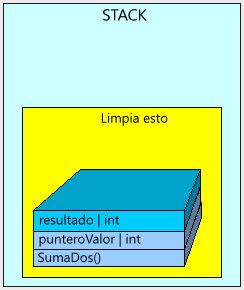 STACK
Limpia esto
resultado | int
punteroValor | int
SumaDos()